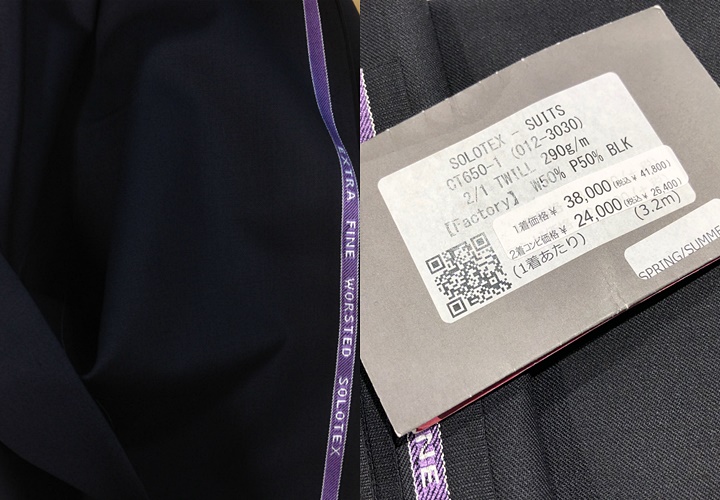 EXTRA FINE WORSTED SOLOTEX
SOLOTEX - SUITS
CT650-1 (012-3030)
2/1 TWILL 290g/m
【Factory】 W50% P50% BLK
1着価格¥ 38,000(税込¥ 41,800)
2着コンビ価格¥ 24,000(税込¥ 26,400)
(1着あたり) (3.2m)
SPRING/SUMME
NE